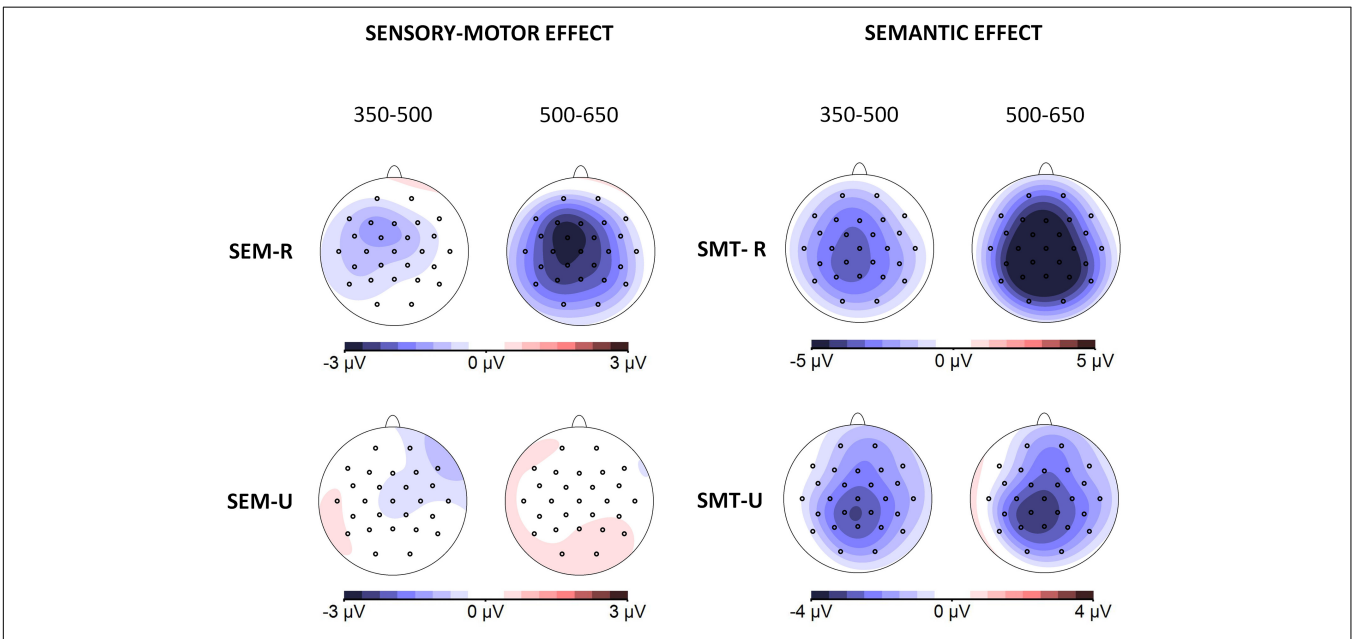 SENSORY-MOTOR EFFECT
SEMANTIC EFFECT
350-500
500-650
350-500
500-650
SEM-R
SMT- R
-3 µV
0 µV
3 µV
-5 µV
0 µV
5 µV
SEM-U
SMT-U
-3 µV
0 µV
3 µV
-4 µV
0 µV
4 µV